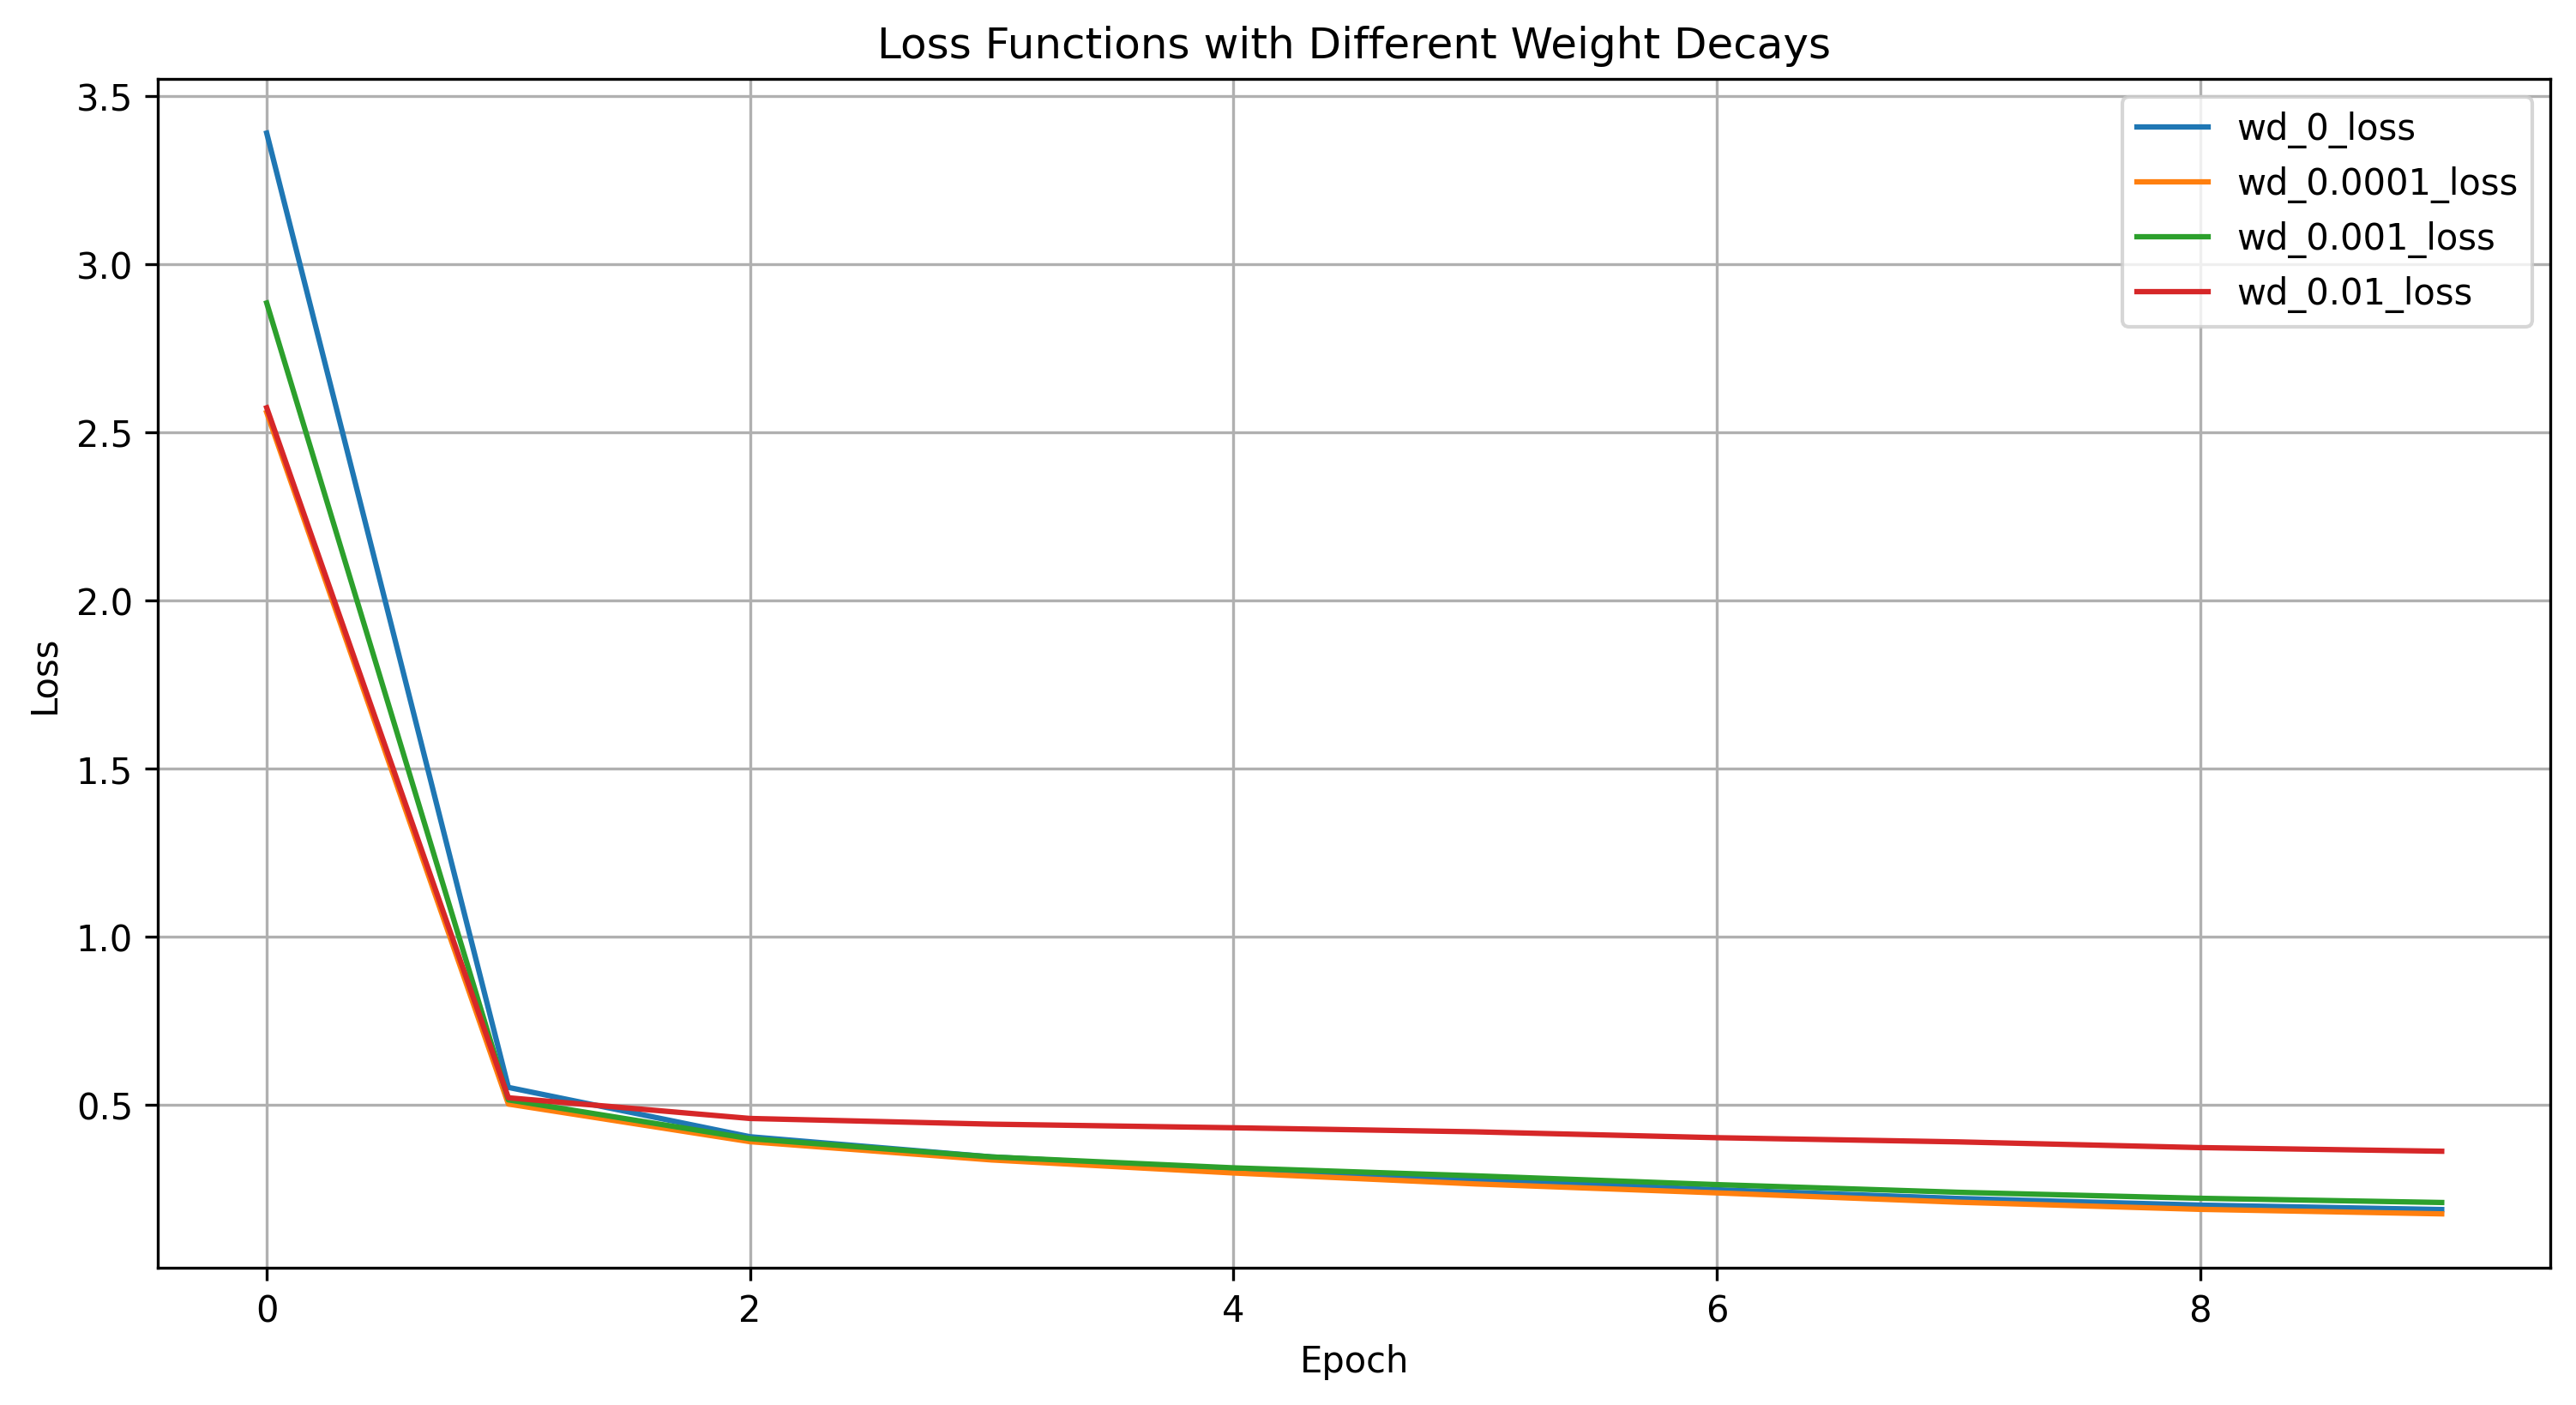 Loss Functions with Different Weight Decays
3.5
3.0
2.5
2.0
1.5
1.0
0.5
Loss
wd_0_loss
wd_0.0001_loss
wd_0.001_loss
wd_0.01_loss
0 2 4 6 8
Epoch